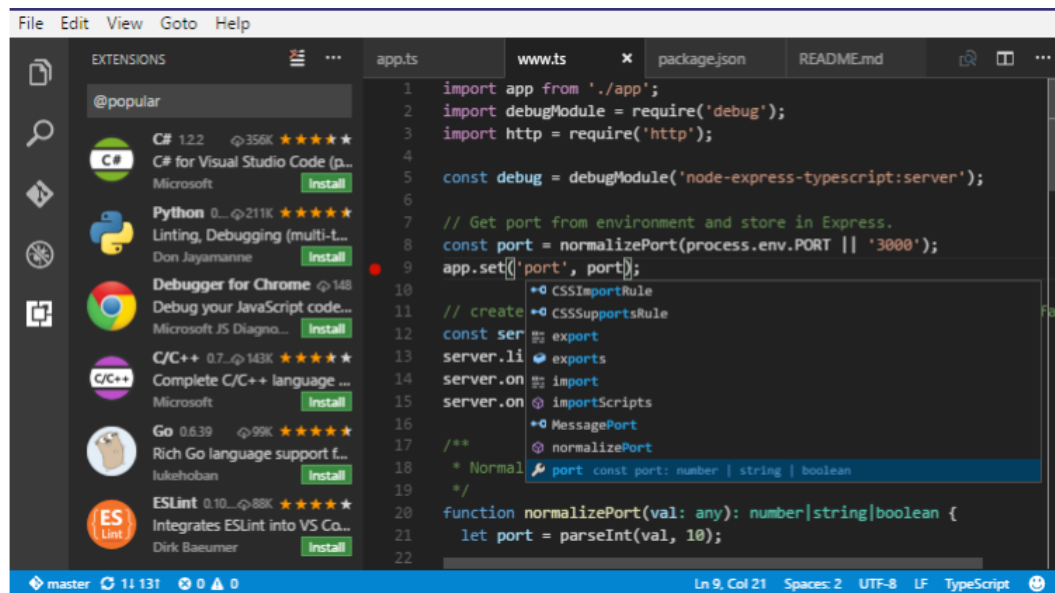 File Edit View Goto Help
EXTENSIONS
@popular
C# 1.2.2 356K
C# for Visual Studio Code (p...
Microsoft Install
Python 0... 211K
Linting, Debugging (multi-t...
Don Jayamanne Install
Debugger for Chrome 148
Debug your JavaScript code...
Microsoft JS Diagno... Install
C/C++
C/C++ 0.7... 143K
Complete C/C++ language ...
Microsoft Install
Go 0.6.39 99K
Rich Go language support f...
lukehoban Install
ES
Lint
ESLint 0.10... 88K
Integrates ESLint into VS Co...
Dirk Baeumer Install
app.ts www.ts × package.json README.md
1 import app from './app';
2 import debugModule = require('debug');
3 import http = require('http');
4
5 const debug = debugModule('node-express-typescript:server');
6
7 // Get port from environment and store in Express.
8 const port = normalizePort(process.env.PORT || '3000');
9 app.set('port', port);
10
11 // create
12 const ser
13 server.li
14 server.on
15 server.on
16
17 /**
18 * Normal
19 */
20 function normalizePort(val: any): number|string|boolean {
21 let port = parseInt(val, 10);
22
CSSImportRule
CSSSupportsRule
export
exports
import
importScripts
MessagePort
normalizePort
port const port: number | string | boolean
master 1↓ 13↑ 0 0 Ln 9, Col 21 Spaces: 2 UTF-8 LF TypeScript